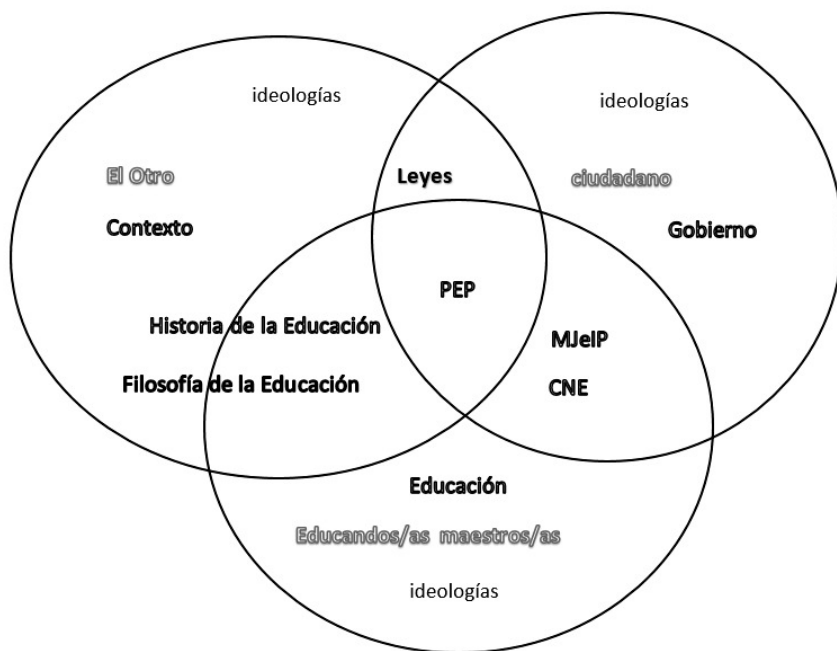 ideologías
ideologías
El Otro
Leyes
ciudadano
Contexto
Gobierno
PEP
Historia de la Educación
MJeIP
Filosofía de la Educación
CNE
Educación
Educandos/as maestros/as
ideologías